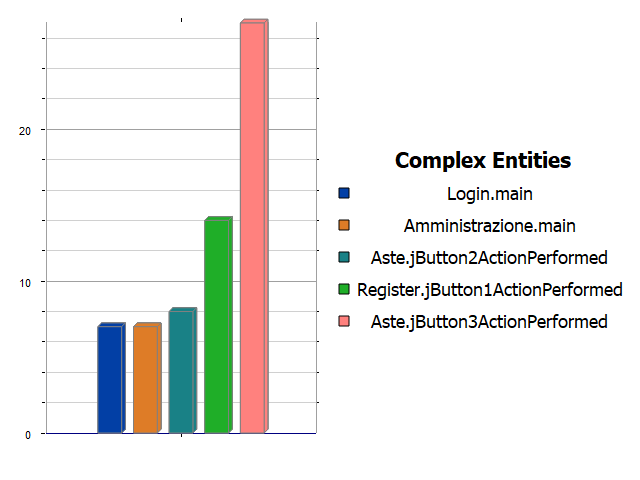 20
10
0
Complex Entities
Login.main
Amministrazione.main
Aste.jButton2ActionPerformed
Register.jButton1ActionPerformed
Aste.jButton3ActionPerformed